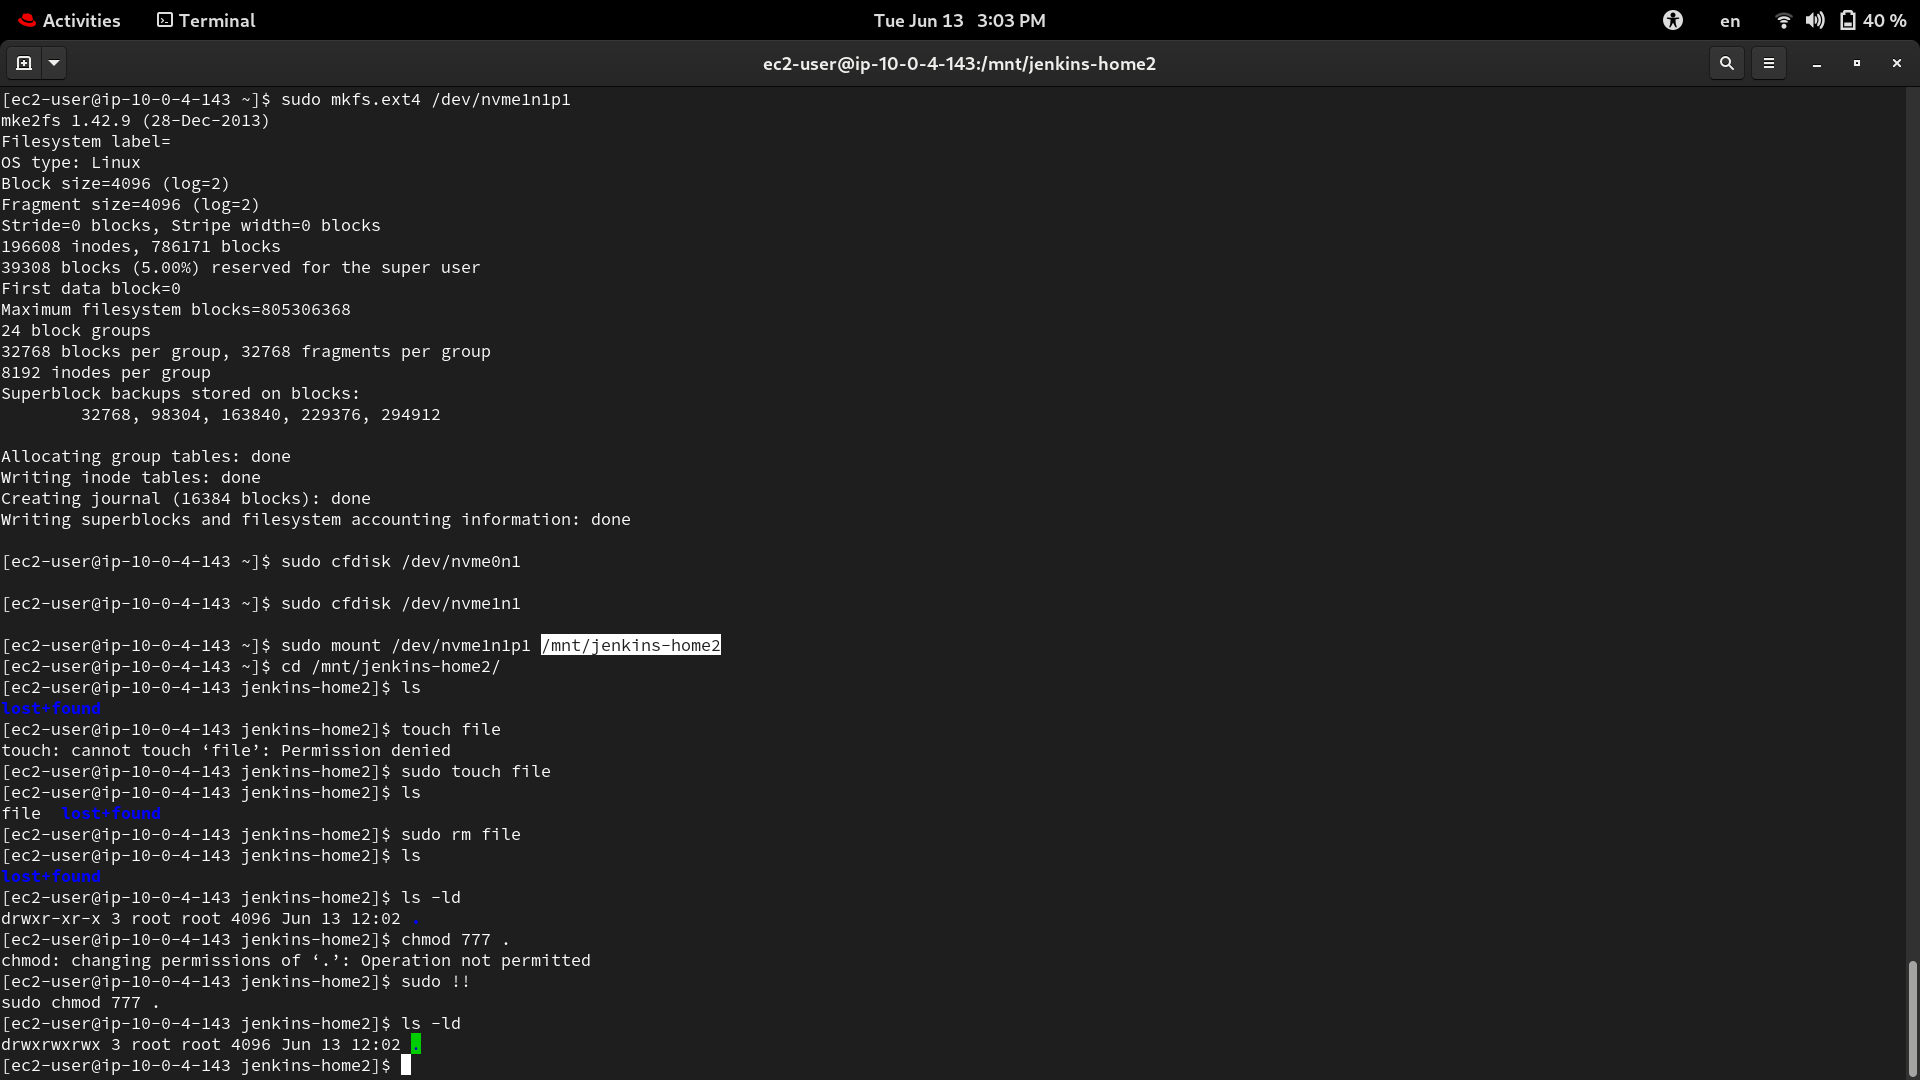 Activities
Terminal
Tue Jun 13 3:03 PM
en
40 %
ec2-user@ip-10-0-4-143:/mnt/jenkins-home2
[ec2-user@ip-10-0-4-143 ~]$ sudo mkfs.ext4 /dev/nvme1n1p1
mke2fs 1.42.9 (28-Dec-2013)
Filesystem label=
OS type: Linux
Block size=4096 (log=2)
Fragment size=4096 (log=2)
Stride=0 blocks, Stripe width=0 blocks
196608 inodes, 786171 blocks
39308 blocks (5.00%) reserved for the super user
First data block=0
Maximum filesystem blocks=805306368
24 block groups
32768 blocks per group, 32768 fragments per group
8192 inodes per group
Superblock backups stored on blocks:
32768, 98304, 163840, 229376, 294912
Allocating group tables: done
Writing inode tables: done
Creating journal (16384 blocks): done
Writing superblocks and filesystem accounting information: done
[ec2-user@ip-10-0-4-143 ~]$ sudo cfdisk /dev/nvme0n1
[ec2-user@ip-10-0-4-143 ~]$ sudo cfdisk /dev/nvme1n1
[ec2-user@ip-10-0-4-143 ~]$ sudo mount /dev/nvme1n1p1 /mnt/jenkins-home2
[ec2-user@ip-10-0-4-143 ~]$ cd /mnt/jenkins-home2/
[ec2-user@ip-10-0-4-143 jenkins-home2]$ ls
lost+found
[ec2-user@ip-10-0-4-143 jenkins-home2]$ touch file
touch: cannot touch ‘file’: Permission denied
[ec2-user@ip-10-0-4-143 jenkins-home2]$ sudo touch file
[ec2-user@ip-10-0-4-143 jenkins-home2]$ ls
file lost+found
[ec2-user@ip-10-0-4-143 jenkins-home2]$ sudo rm file
[ec2-user@ip-10-0-4-143 jenkins-home2]$ ls
lost+found
[ec2-user@ip-10-0-4-143 jenkins-home2]$ ls -ld
drwxr-xr-x 3 root root 4096 Jun 13 12:02 .
[ec2-user@ip-10-0-4-143 jenkins-home2]$ chmod 777 .
chmod: changing permissions of ‘.’: Operation not permitted
[ec2-user@ip-10-0-4-143 jenkins-home2]$ sudo !!
sudo chmod 777 .
[ec2-user@ip-10-0-4-143 jenkins-home2]$ ls -ld
drwxrwxrwx 3 root root 4096 Jun 13 12:02 .
[ec2-user@ip-10-0-4-143 jenkins-home2]$